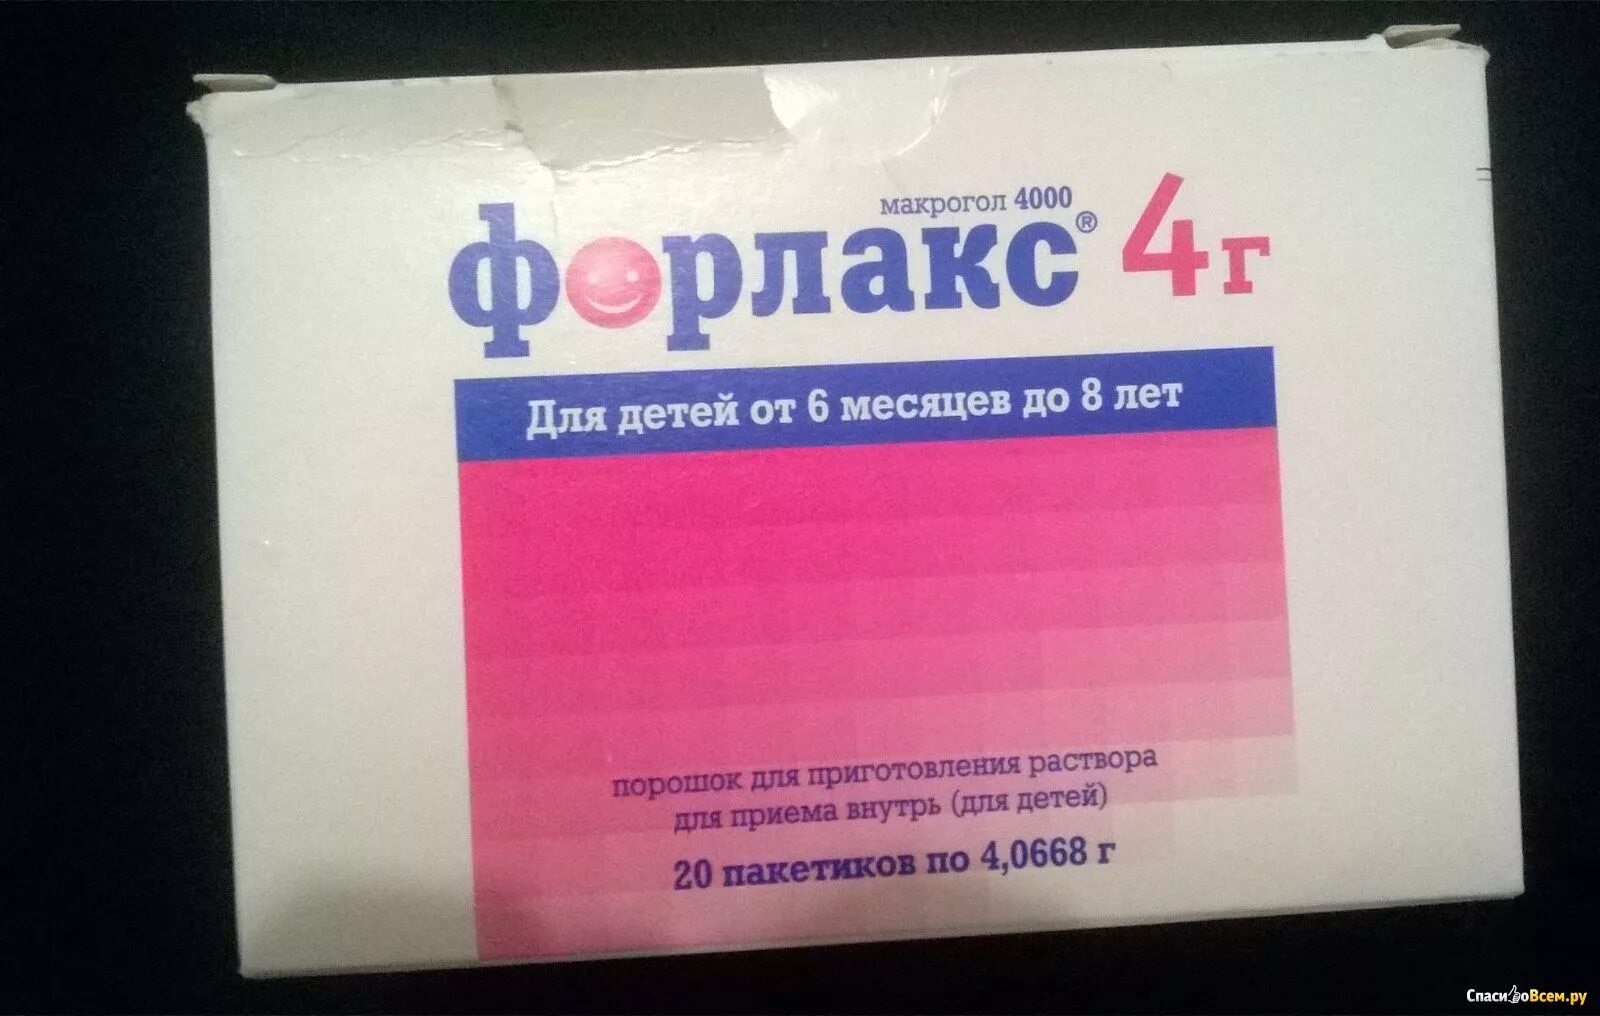 макрогол 4000
форлакс® 4г
Для детей от 6 месяцев до 8 лет
порошок для приготовления раствора
для приема внутрь (для детей)
20 пакетиков по 4,0668 г
СпасибоВсем.ру